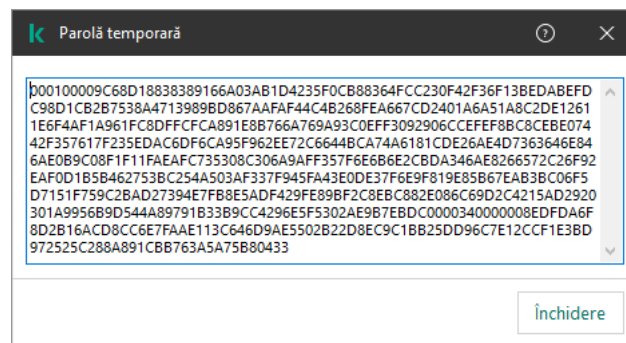 Parolă temporară
000100009C68D18838389166A03AB1D4235F0CB88364FCC230F42F36F13BEDABEFD
C98D1CB2B7538A4713989BD867AAFAF44C4B268FEA667CD2401A6A51A8C2DE1261
1E6F4AF1A961FC8DFFCFCA891E8B766A769A93C0EFF3092906CCEFEF8BC8CEBE074
42F357617F235EDAC6DF6CA95F962EE72C6644BCA74A6181CDE26AE4D7363646E84
6AE0B9C08F1F11FAEAFC735308C306A9AFF357F6E6B6E2CBDA346AE8266572C26F92
EAF0D1B5B462753BC254A503AF337F945FA43E0DE37F6E9F819E85B67EAB3BC06F5
D7151F759C2BAD27394E7FB8E5ADF429FE89BF2C8EBC882E086C69D2C4215AD2920
301A9956B9D544A89791B33B9CC4296E5F5302AE9B7EBDC0000340000008EDFDA6F
8D2B16ACD8CC6E7FAAE113C646D9AE5502B22D8EC9C1BB25DD96C7E12CCF1E3BD
972525C288A891CBB763A5A75B80433
Închidere